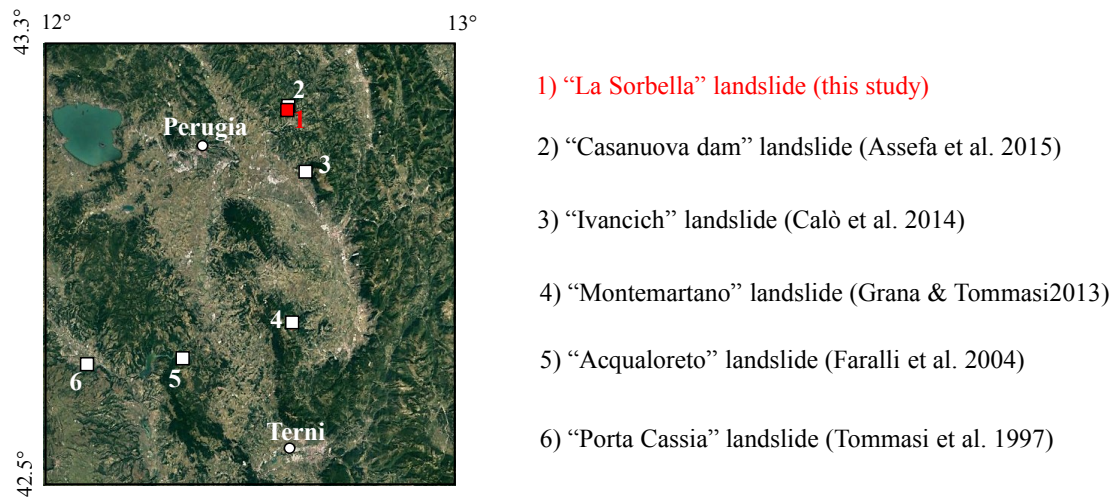 12°
13°
43.3°
1) “La Sorbella” landslide (this study)
2
1
Perugia
2) “Casanuova dam” landslide (Assefa et al. 2015)
3
3) “Ivancich” landslide (Calò et al. 2014)
4) “Montemartano” landslide (Grana & Tommasi2013)
4
5) “Acqualoreto” landslide (Faralli et al. 2004)
6
5
Terni
6) “Porta Cassia” landslide (Tommasi et al. 1997)
42.5°